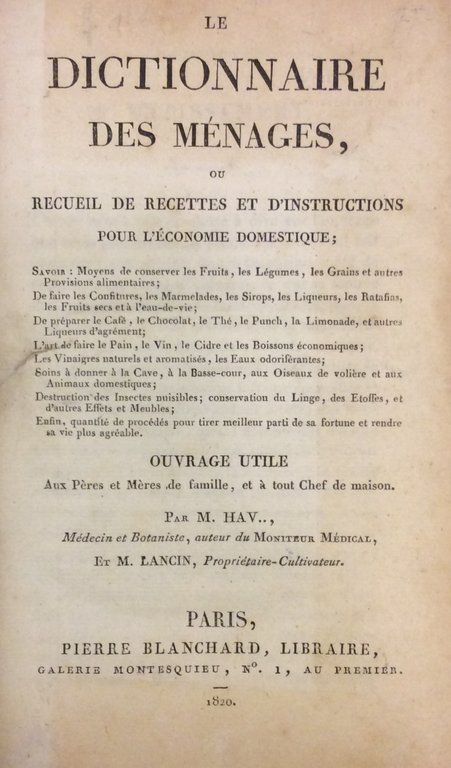 LE
DICTIONNAIRE
DES MÉNAGES,
OU
RECUEIL DE RECETTES ET D'INSTRUCTIONS
POUR L'ÉCONOMIE DOMESTIQUE;
SAVOIR : Moyens de conserver les Fruits, les Légumes, les Grains et autres
Provisions alimentaires;
De faire les Confitures, les Marmelades, les Sirops, les Liqueurs, les Ratafias,
les Fruits secs et à l'eau-de-vie;
De préparer le Café, le Chocolat, le Thé, le Punch, la Limonade, et autres
Liqueurs d'agrément;
L'art de faire le Pain, le Vin, le Cidre et les Boissons économiques;
Les Vinaigres naturels et aromatisés, les Eaux odoriférantes;
Soins à donner à la Cave, à la Basse-cour, aux Oiseaux de volière et aux
Animaux domestiques;
Destruction des Insectes nuisibles; conservation du Linge, des Etoffes, et
d'autres Effets et Meubles;
Enfin, quantité de procédés pour tirer meilleur parti de sa fortune et rendre
sa vie plus agréable.
OUVRAGE UTILE
Aux Pères et Mères de famille, et à tout Chef de maison.
PAR M. HAV..,
Médecin et Botaniste, auteur du MONITEUR MÉDICAL,
ET M. LANCIN, Propriétaire-Cultivateur.
PARIS,
PIERRE BLANCHARD, LIBRAIRE,
GALERIE MONTESQUIEU, Nº. 1, AU PREMIER.
1820.